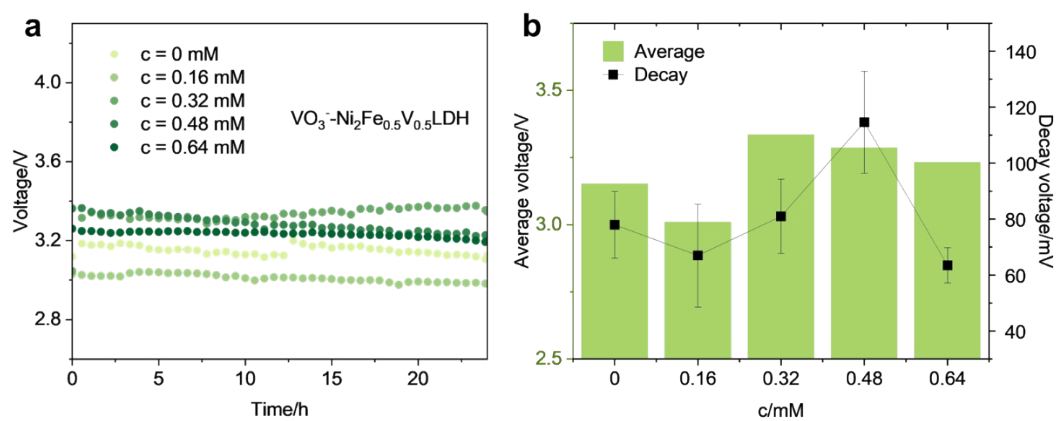 a
Voltage/V
4.0
3.6
3.2
2.8
c = 0 mM
c = 0.16 mM
c = 0.32 mM
c = 0.48 mM
c = 0.64 mM
VO₃⁻-Ni₂Fe₀.₅V₀.₅LDH
0 5 10 15 20
Time/h
b
Average voltage/V
3.5
3.0
2.5
Average
Decay
140
120
100
80
60
40
Decay voltage/mV
0 0.16 0.32 0.48 0.64
c/mM